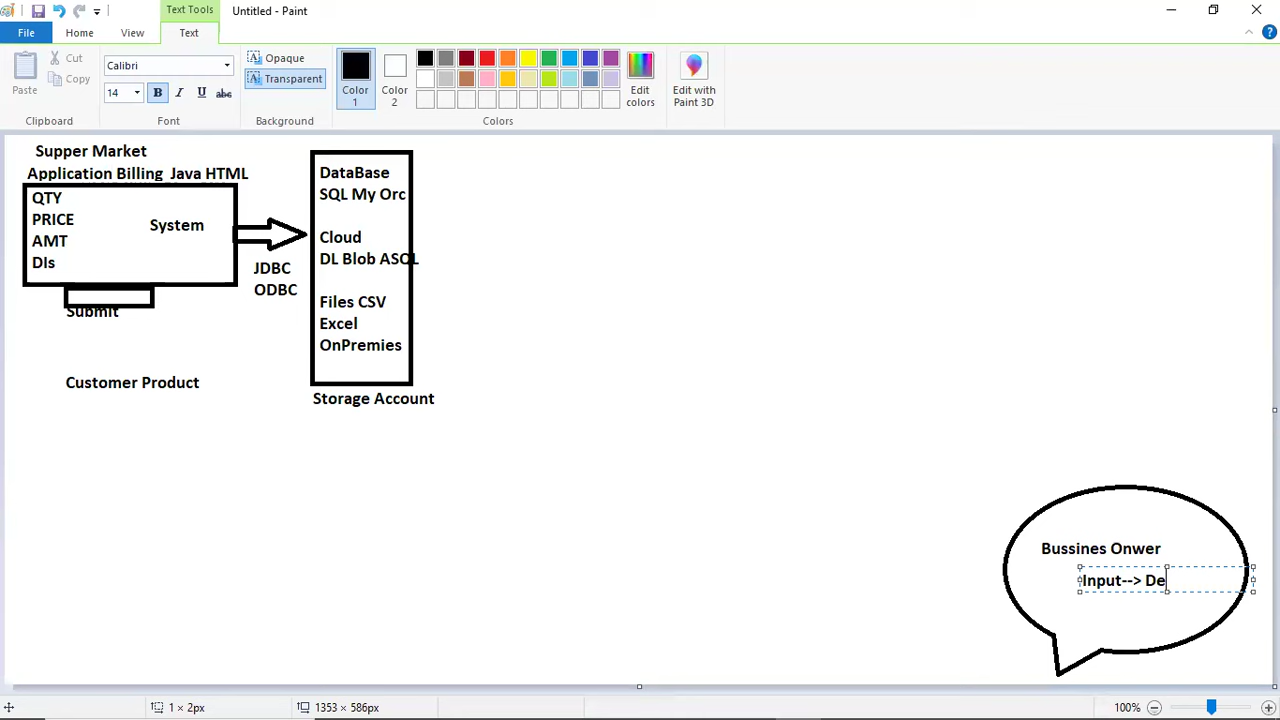 Text Tools
Untitled - Paint
File
Home
View
Text
Paste
Cut
Copy
Clipboard
Calibri
14
B
I
U
abc
Font
Opaque
Transparent
Background
Color
1
Color
2
Edit
colors
Colors
Edit with
Paint 3D
Supper Market
Application Billing Java HTML
QTY
PRICE
AMT
DIs
System
Submit
Customer Product
JDBC
ODBC
DataBase
SQL My Orc
Cloud
DL Blob ASQL
Files CSV
Excel
OnPremies
Storage Account
Bussines Onwer
Input--> De
1 × 2px
1353 × 586px
100%